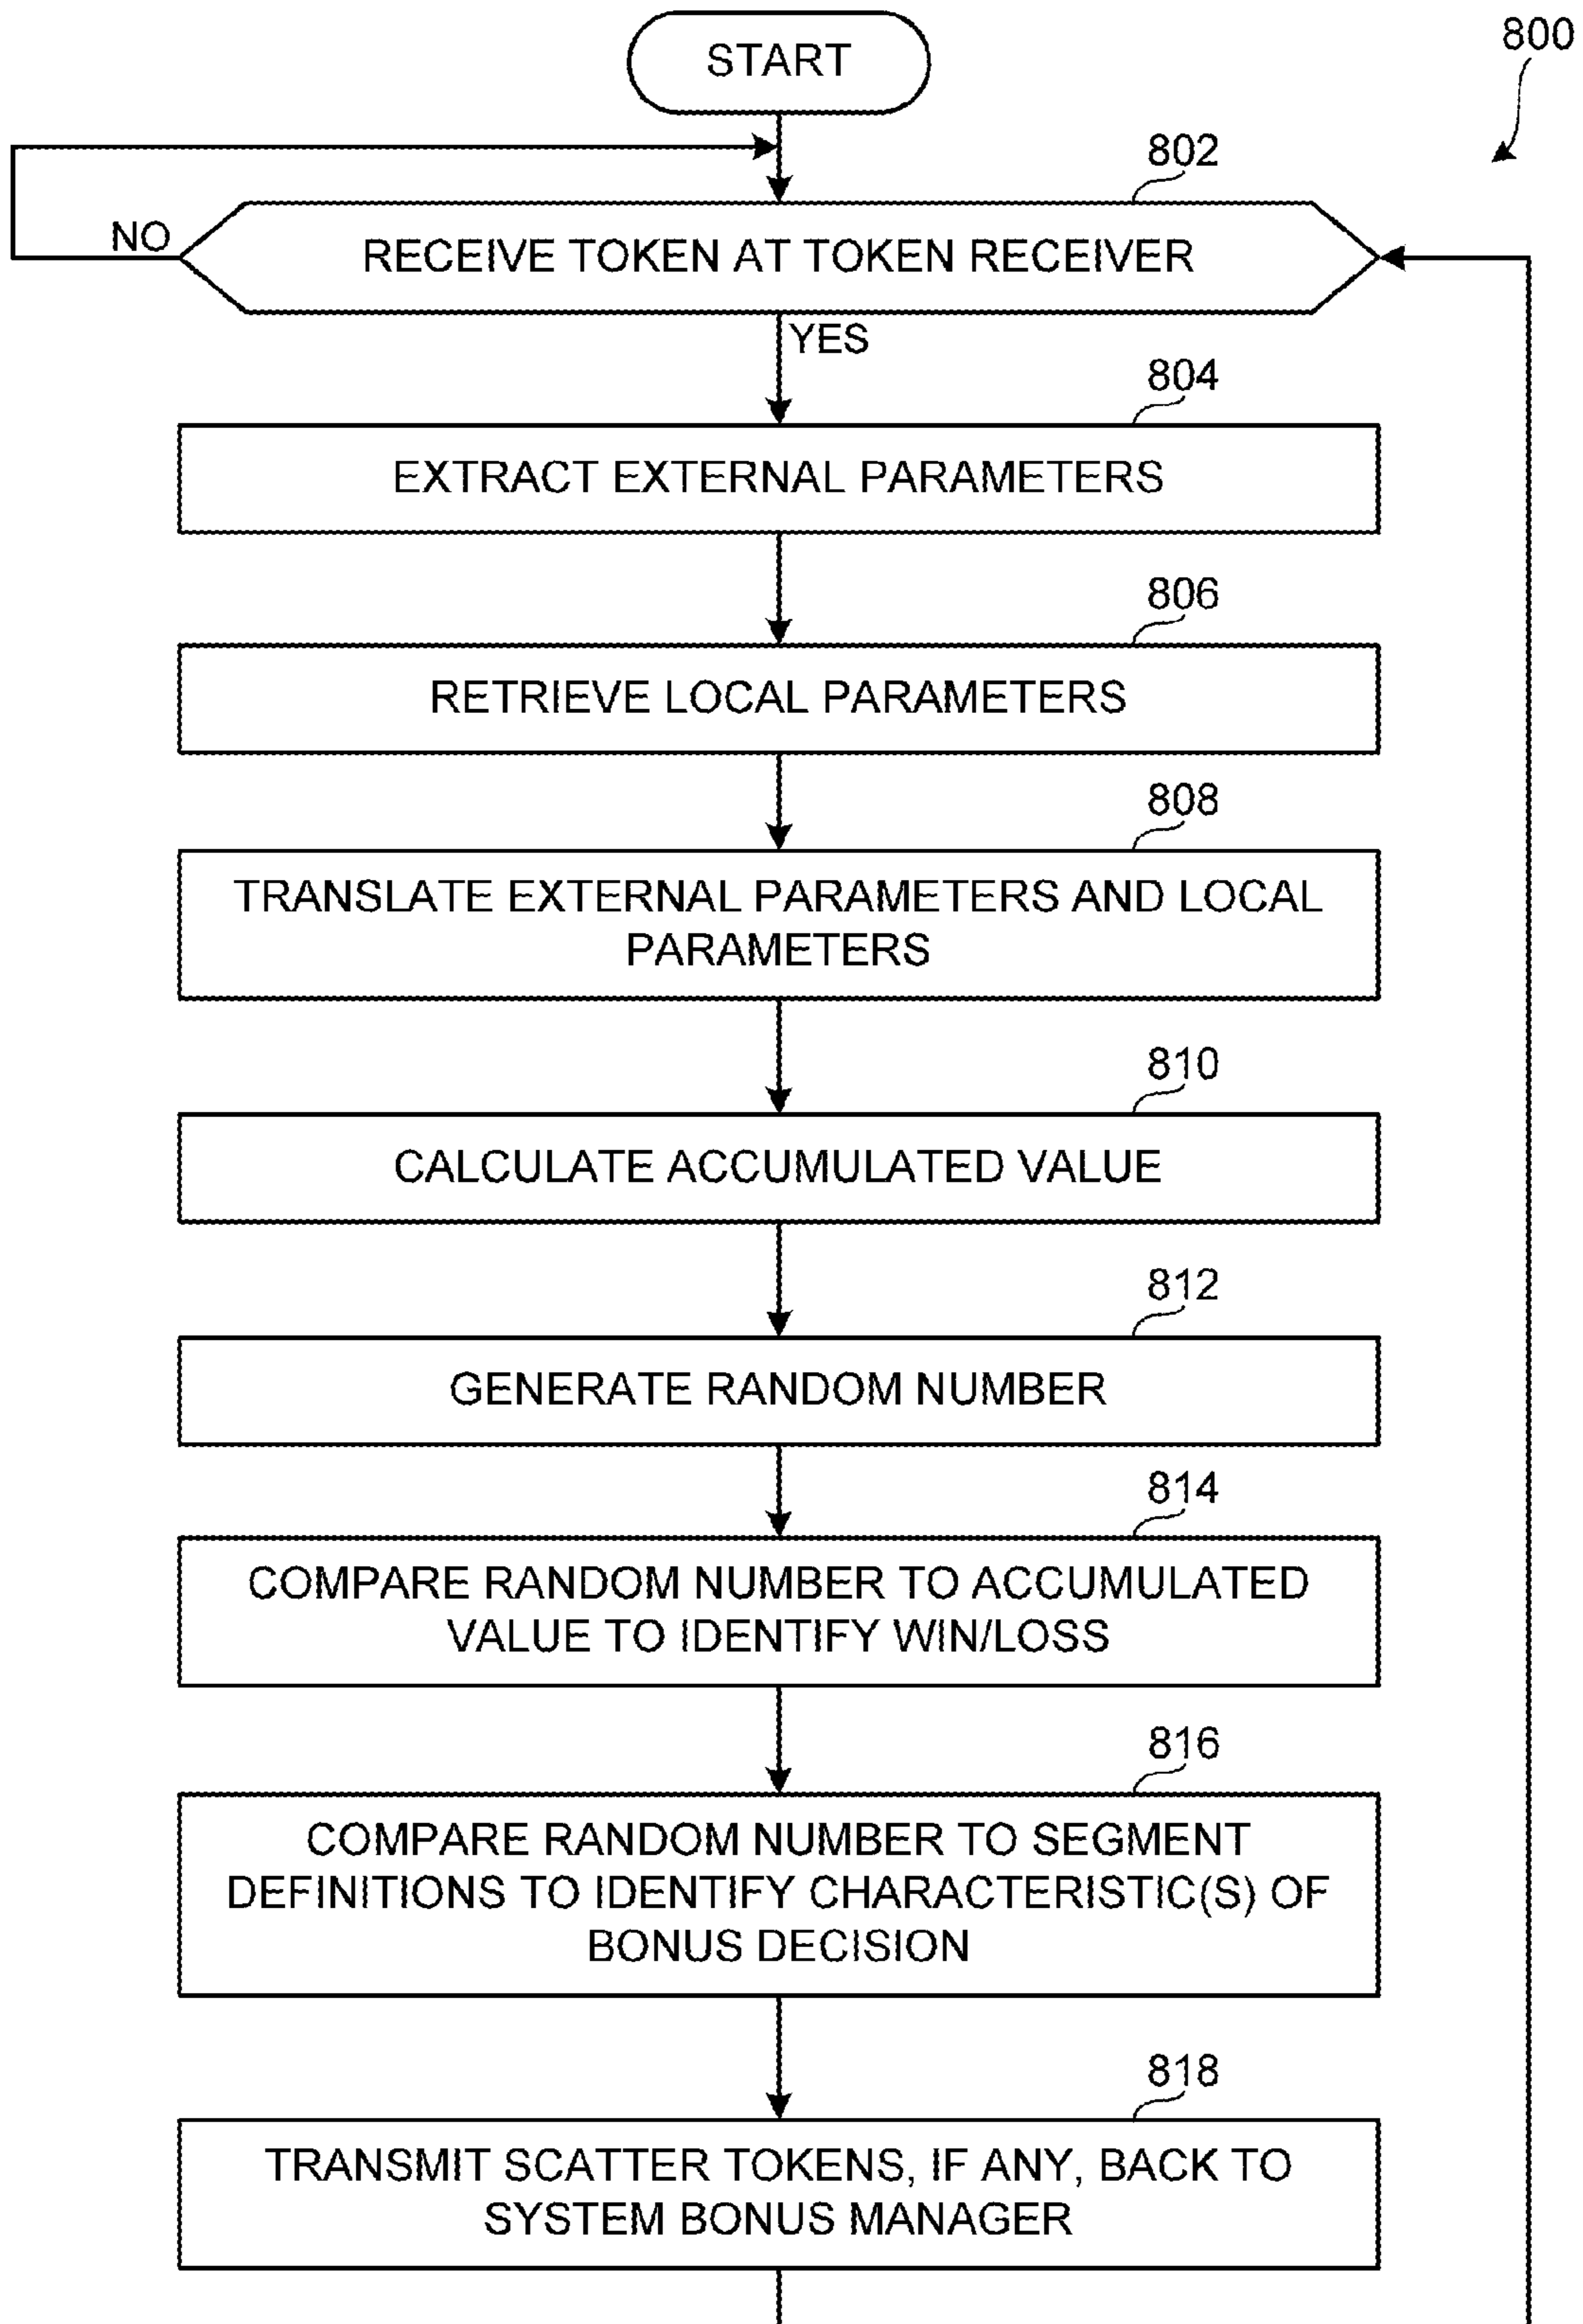 START
800
802
NO
RECEIVE TOKEN AT TOKEN RECEIVER
YES
804
EXTRACT EXTERNAL PARAMETERS
806
RETRIEVE LOCAL PARAMETERS
808
TRANSLATE EXTERNAL PARAMETERS AND LOCAL
PARAMETERS
810
CALCULATE ACCUMULATED VALUE
812
GENERATE RANDOM NUMBER
814
COMPARE RANDOM NUMBER TO ACCUMULATED
VALUE TO IDENTIFY WIN/LOSS
816
COMPARE RANDOM NUMBER TO SEGMENT
DEFINITIONS TO IDENTIFY CHARACTERISTIC(S) OF
BONUS DECISION
818
TRANSMIT SCATTER TOKENS, IF ANY, BACK TO
SYSTEM BONUS MANAGER